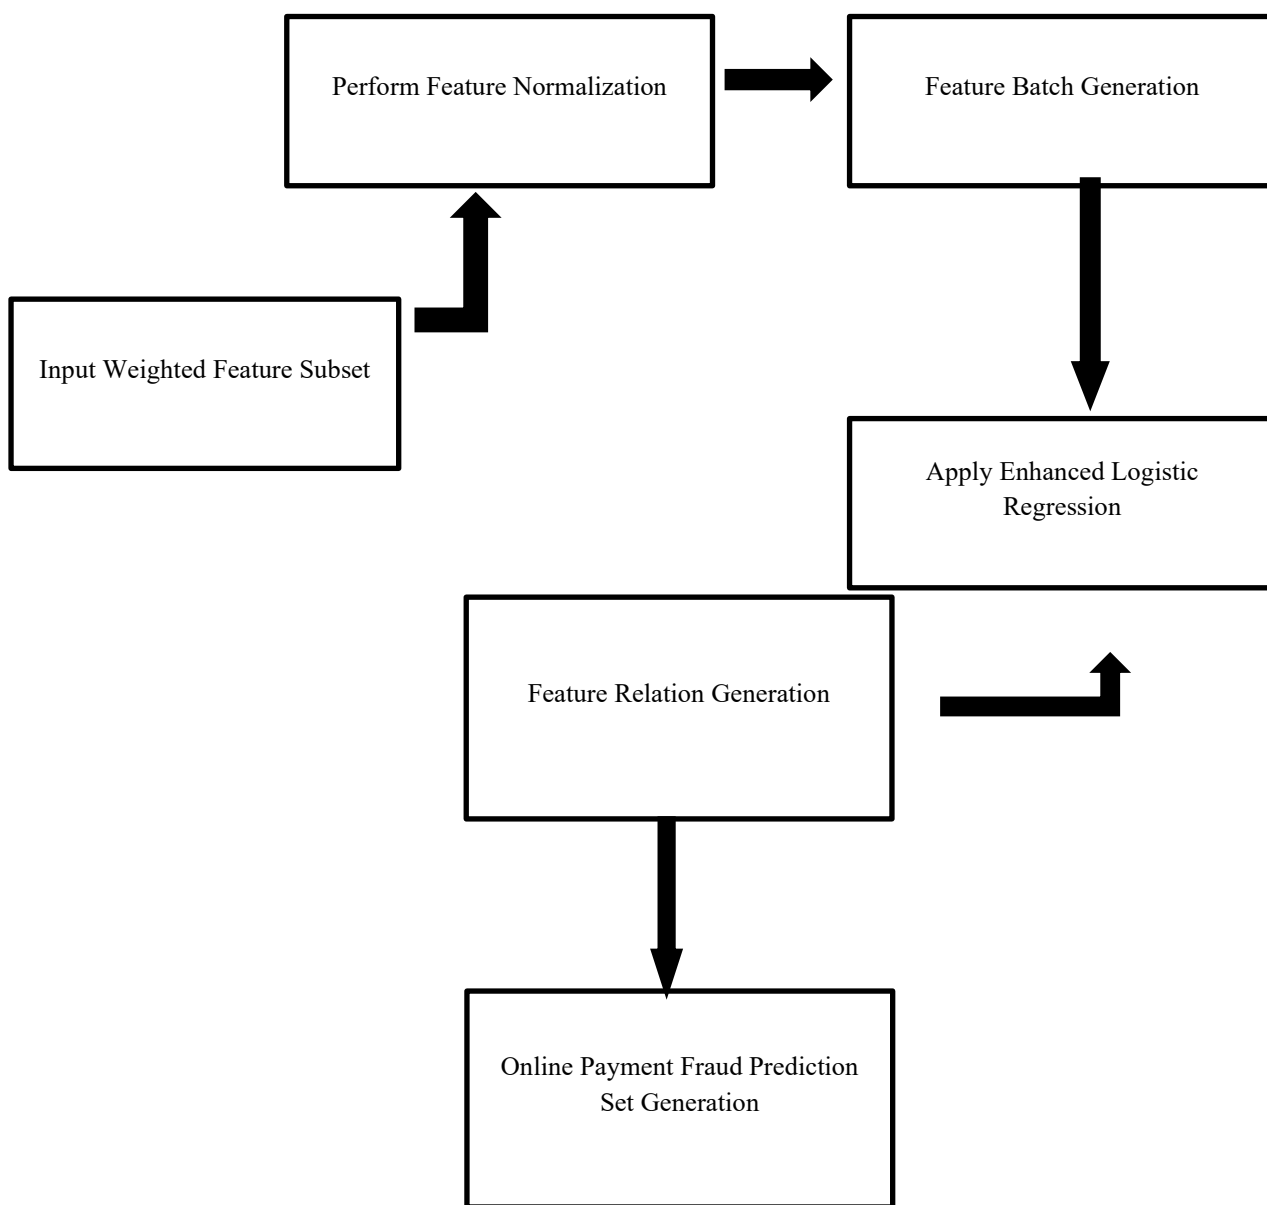 Perform Feature Normalization
Feature Batch Generation
Input Weighted Feature Subset
Apply Enhanced Logistic
Regression
Feature Relation Generation
Online Payment Fraud Prediction
Set Generation